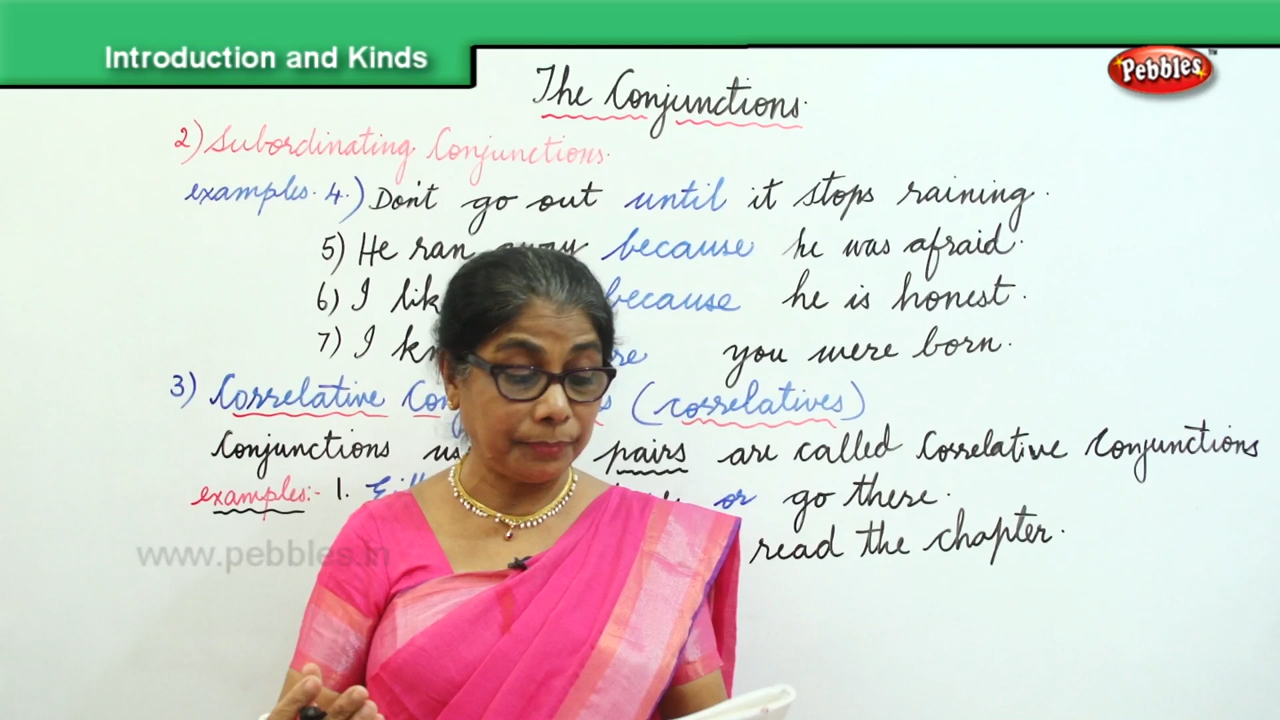 Introduction and Kinds
Pebbles
TM
The Conjunctions.
2) Subordinating Conjunctions.
examples. 4.) Don't go out until it stops raining.
5) He ran away because he was afraid.
6) I because he is honest.
7) I you were born.
3) Correlative (correlatives)
Conjunctions pairs are called Correlative Conjunctions
examples:- 1. or go there.
read the chapter.
www.pebbles.in